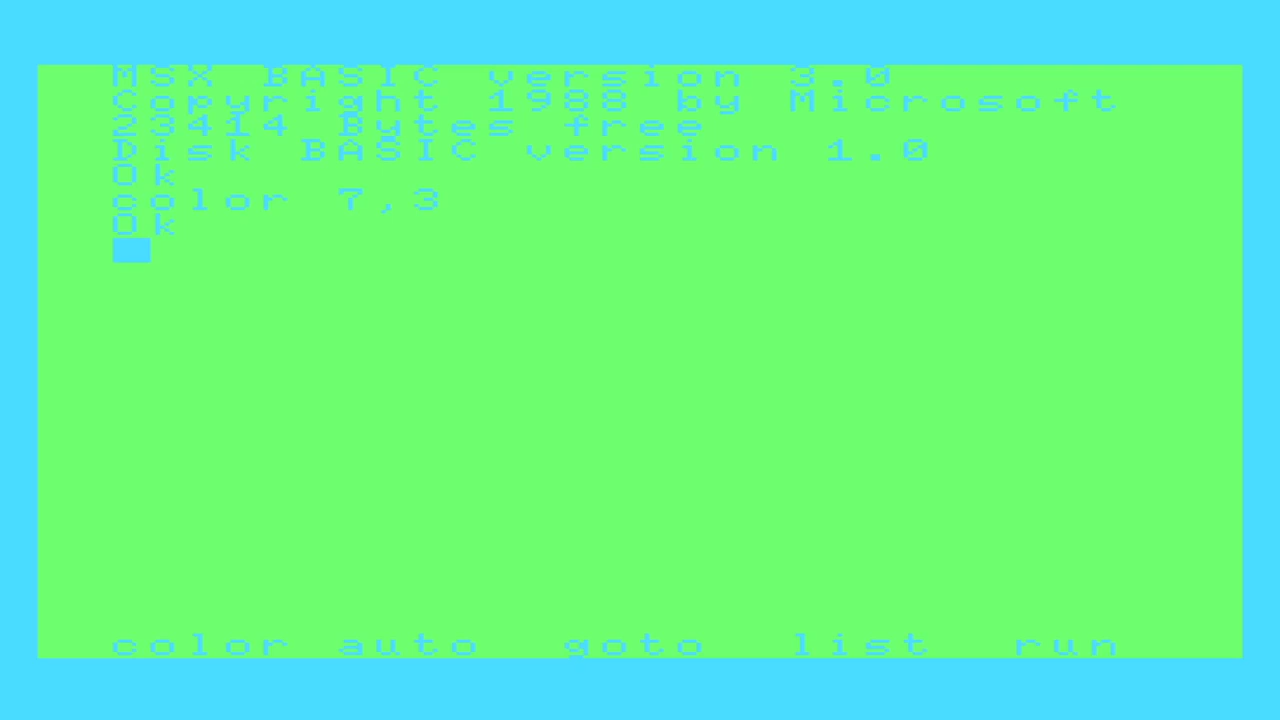 MSX BASIC version 3.0
Copyright 1988 by Microsoft
23414 Bytes free
Disk BASIC version 1.0
Ok
color 7,3
Ok
color auto goto list run